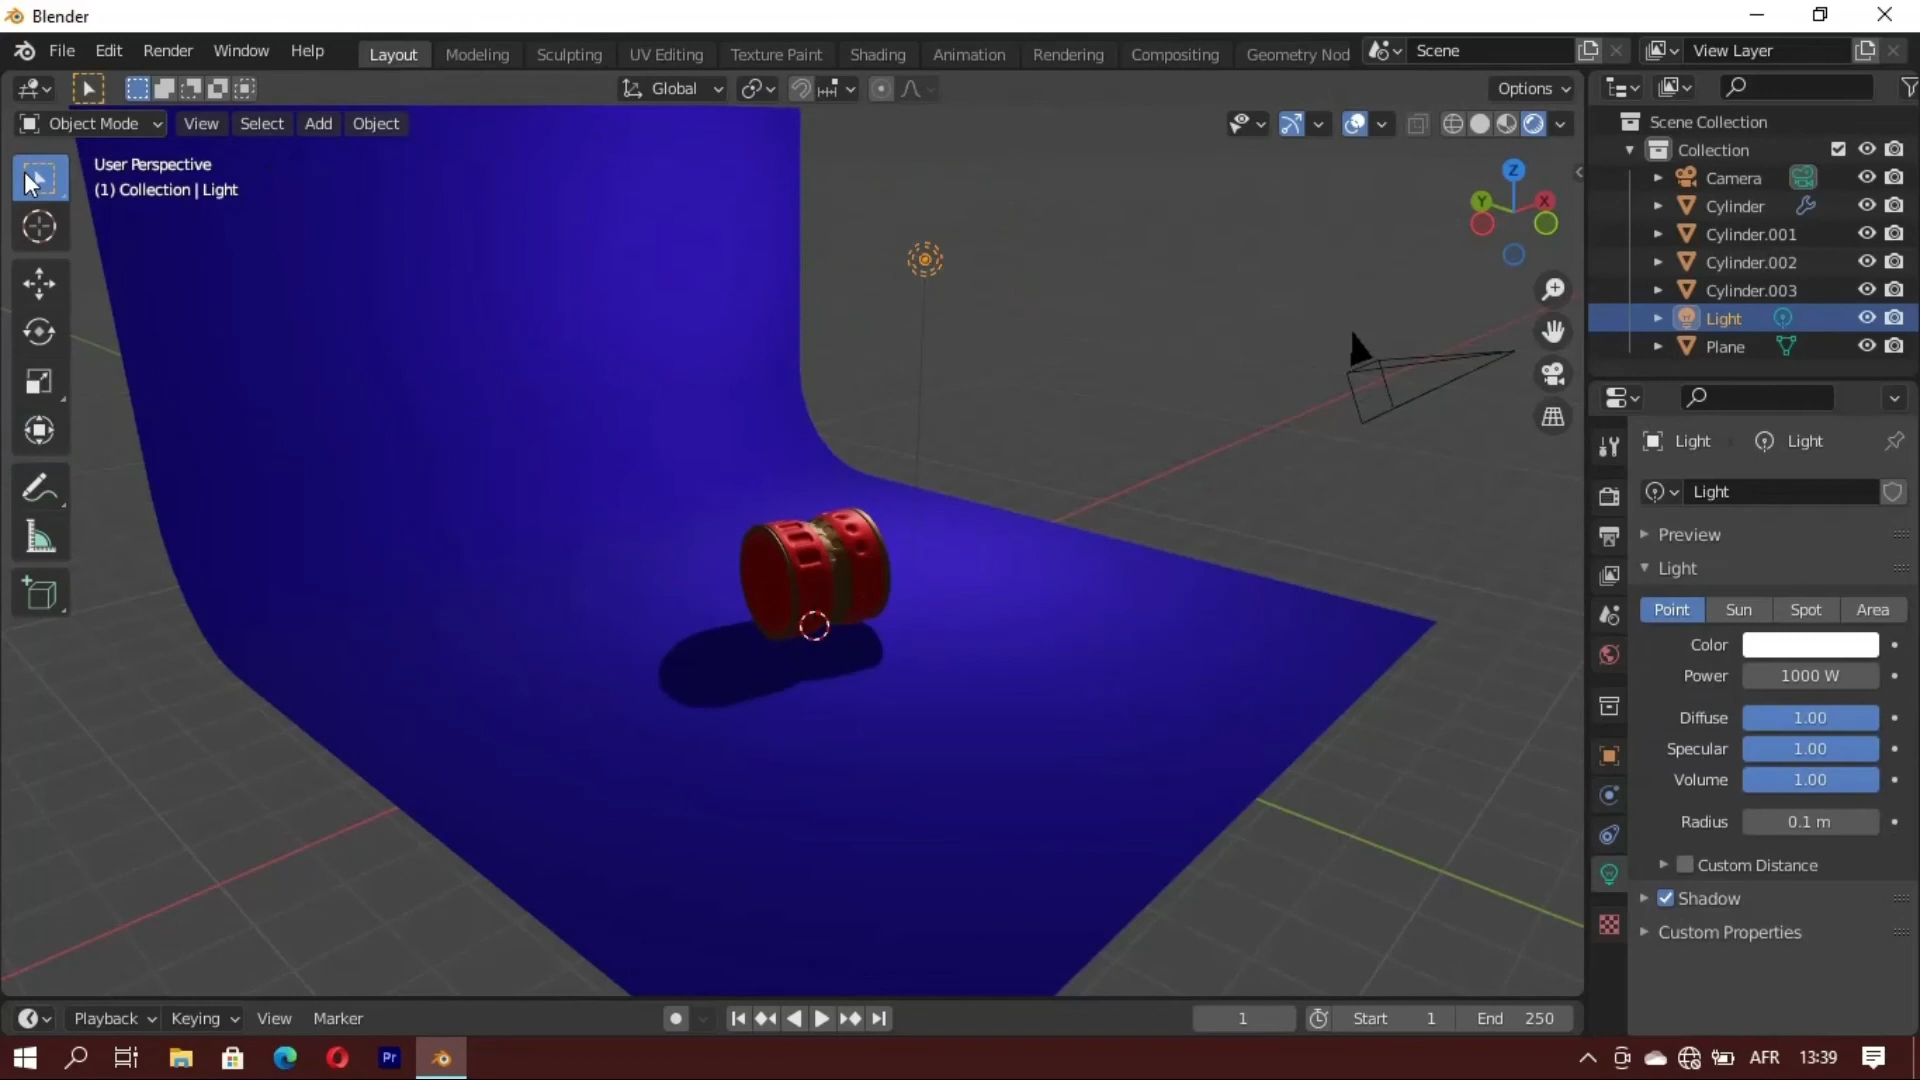 Blender
File Edit Render Window Help Layout Modeling Sculpting UV Editing Texture Paint Shading Animation Rendering Compositing Geometry Nod Scene View Layer
Global Options
Object Mode View Select Add Object
User Perspective
(1) Collection | Light
Z
Y
X
Scene Collection
Collection
Camera
Cylinder
Cylinder.001
Cylinder.002
Cylinder.003
Light
Plane
Light Light
Light
Preview
Light
Point Sun Spot Area
Color
Power 1000 W
Diffuse 1.00
Specular 1.00
Volume 1.00
Radius 0.1 m
Custom Distance
Shadow
Custom Properties
Playback Keying View Marker 1 Start 1 End 250
Pr AFR 13:39